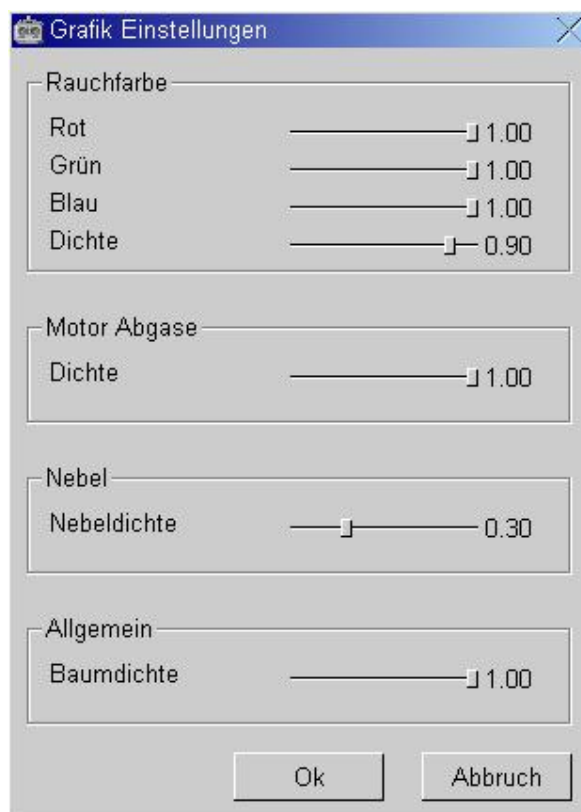 Grafik Einstellungen
Rauchfarbe
Rot 1.00
Grün 1.00
Blau 1.00
Dichte 0.90
Motor Abgase
Dichte 1.00
Nebel
Nebeldichte 0.30
Allgemein
Baumdichte 1.00
Ok Abbruch